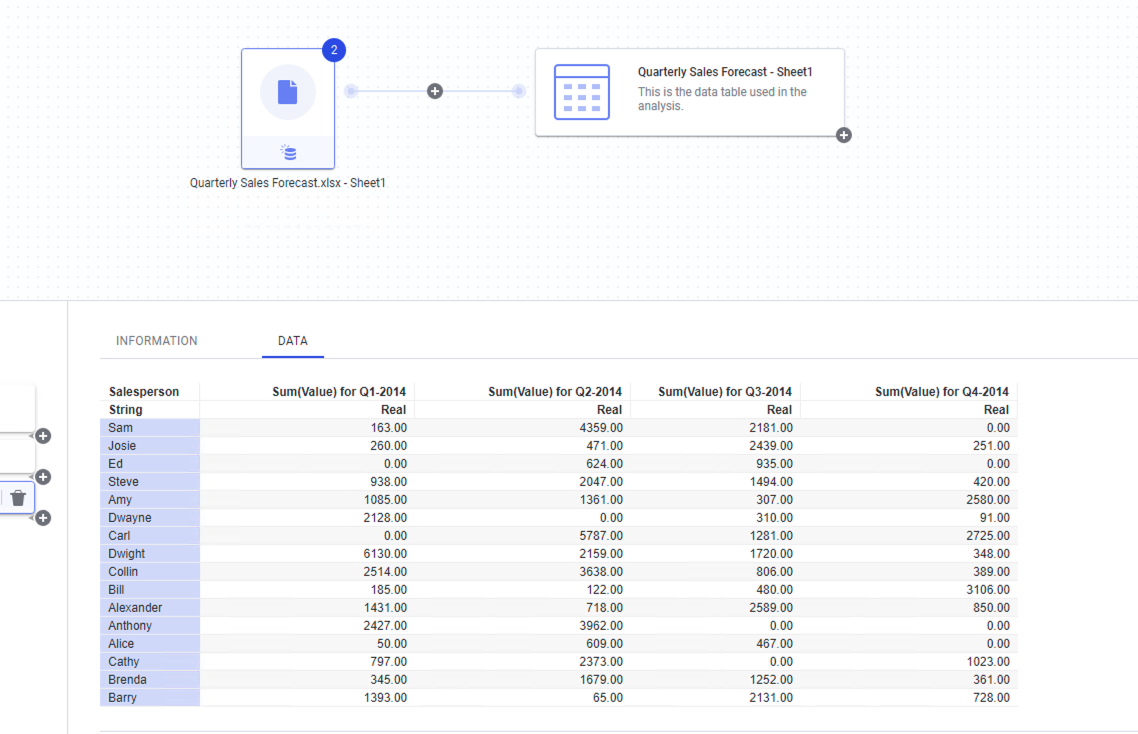 2
Quarterly Sales Forecast.xlsx - Sheet1
Quarterly Sales Forecast - Sheet1
This is the data table used in the
analysis.
INFORMATION DATA
Salesperson Sum(Value) for Q1-2014 Sum(Value) for Q2-2014 Sum(Value) for Q3-2014 Sum(Value) for Q4-2014
String Real Real Real Real
Sam 163.00 4359.00 2181.00 0.00
Josie 260.00 471.00 2439.00 251.00
Ed 0.00 624.00 935.00 0.00
Steve 938.00 2047.00 1494.00 420.00
Amy 1085.00 1361.00 307.00 2580.00
Dwayne 2128.00 0.00 310.00 91.00
Carl 0.00 5787.00 1281.00 2725.00
Dwight 6130.00 2159.00 1720.00 348.00
Collin 2514.00 3638.00 806.00 389.00
Bill 185.00 122.00 480.00 3106.00
Alexander 1431.00 718.00 2589.00 850.00
Anthony 2427.00 3962.00 0.00 0.00
Alice 50.00 609.00 467.00 0.00
Cathy 797.00 2373.00 0.00 1023.00
Brenda 345.00 1679.00 1252.00 361.00
Barry 1393.00 65.00 2131.00 728.00